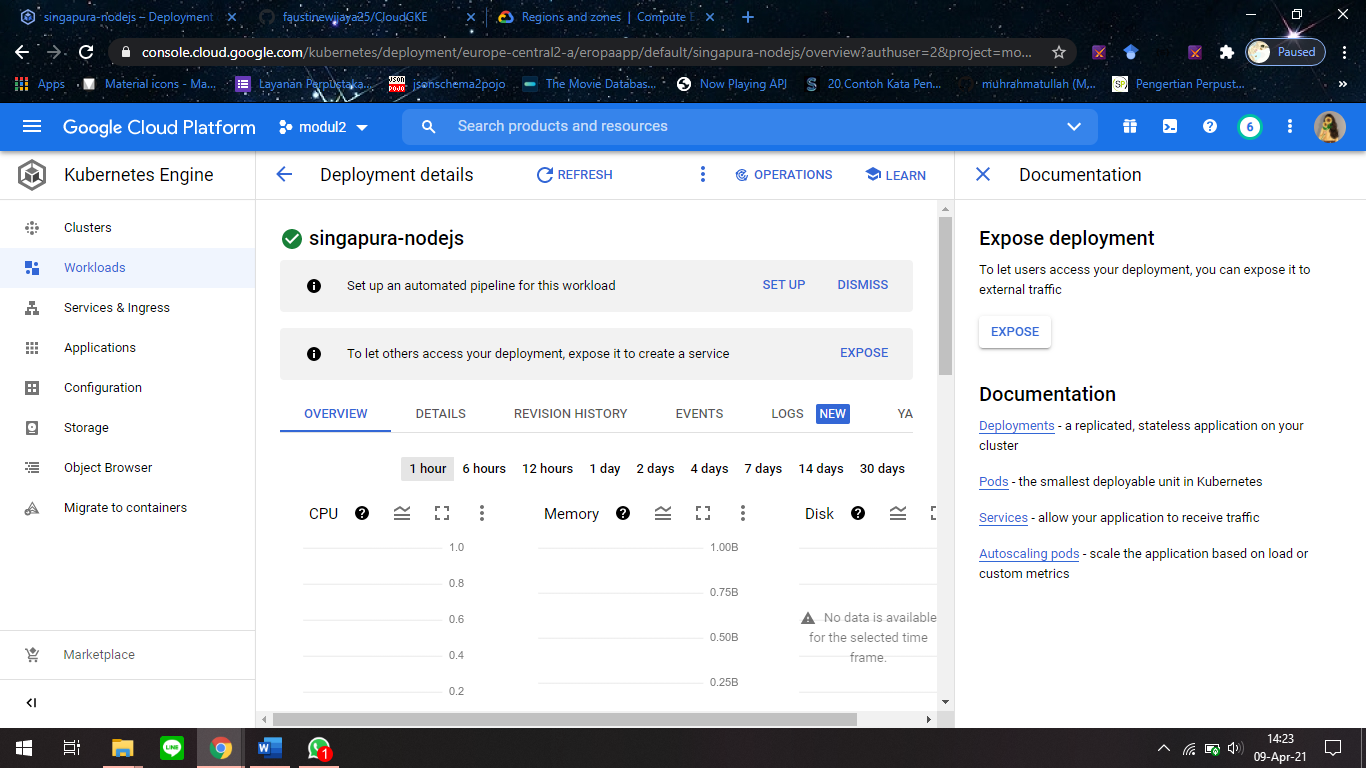 singapura-nodejs – Deployment
faustinewijaya25/CloudGKE
Regions and zones | Compute E
console.cloud.google.com/kubernetes/deployment/europe-central2-a/eropaapp/default/singapura-nodejs/overview?authuser=2&project=mo...
Paused
Apps
Material icons - Ma...
Layanan Perpustaka...
JSON POJO
jsonschema2pojo
The Movie Databas...
Now Playing API
20 Contoh Kata Pen...
muhrahmatullah (M,...
Pengertian Perpust...
»
Google Cloud Platform
modul2
Search products and resources
6
Kubernetes Engine
Deployment details
REFRESH
OPERATIONS
LEARN
Documentation
Clusters
Workloads
Services & Ingress
Applications
Configuration
Storage
Object Browser
Migrate to containers
Marketplace
singapura-nodejs
Set up an automated pipeline for this workload
SET UP
DISMISS
To let others access your deployment, expose it to create a service
EXPOSE
OVERVIEW
DETAILS
REVISION HISTORY
EVENTS
LOGS
NEW
YA
1 hour
6 hours
12 hours
1 day
2 days
4 days
7 days
14 days
30 days
CPU
1.0
0.8
0.6
0.4
0.2
Memory
1.00B
0.75B
0.50B
0.25B
Disk
No data is available
for the selected time
frame.
Expose deployment
To let users access your deployment, you can expose it to
external traffic
EXPOSE
Documentation
Deployments - a replicated, stateless application on your
cluster
Pods - the smallest deployable unit in Kubernetes
Services - allow your application to receive traffic
Autoscaling pods - scale the application based on load or
custom metrics
LINE
W
1
14:23
09-Apr-21